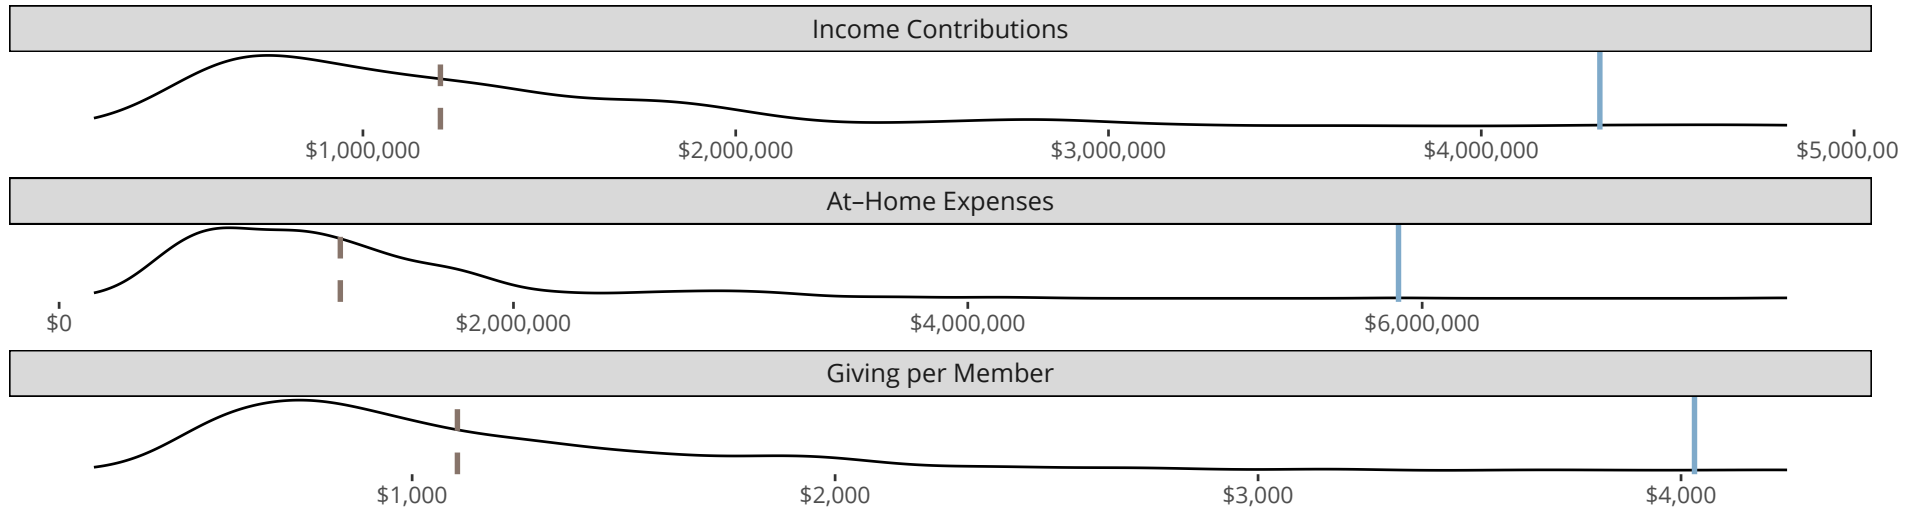 Income Contributions
$1,000,000 $2,000,000 $3,000,000 $4,000,000 $5,000,00
At–Home Expenses
$0 $2,000,000 $4,000,000 $6,000,000
Giving per Member
$1,000 $2,000 $3,000 $4,000